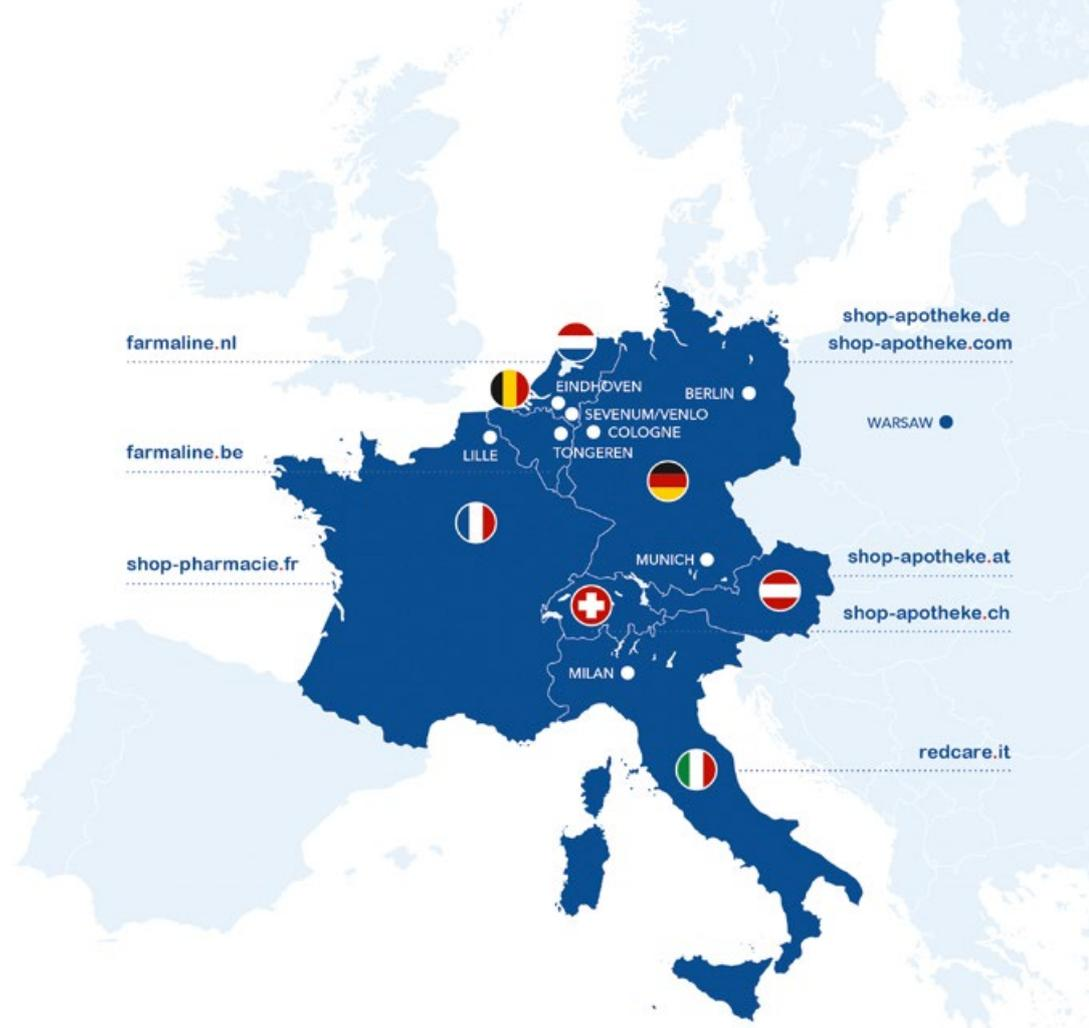 shop-apotheke.de
farmaline.nl
shop-apotheke.com
EINDHOVEN
BERLIN
SEVENUM/VENLO
WARSAW
COLOGNE
farmaline.be
LILLE
TONGEREN
shop-pharmacie.fr
MUNICH
shop-apotheke.at
shop-apotheke.ch
MILAN
redcare.it